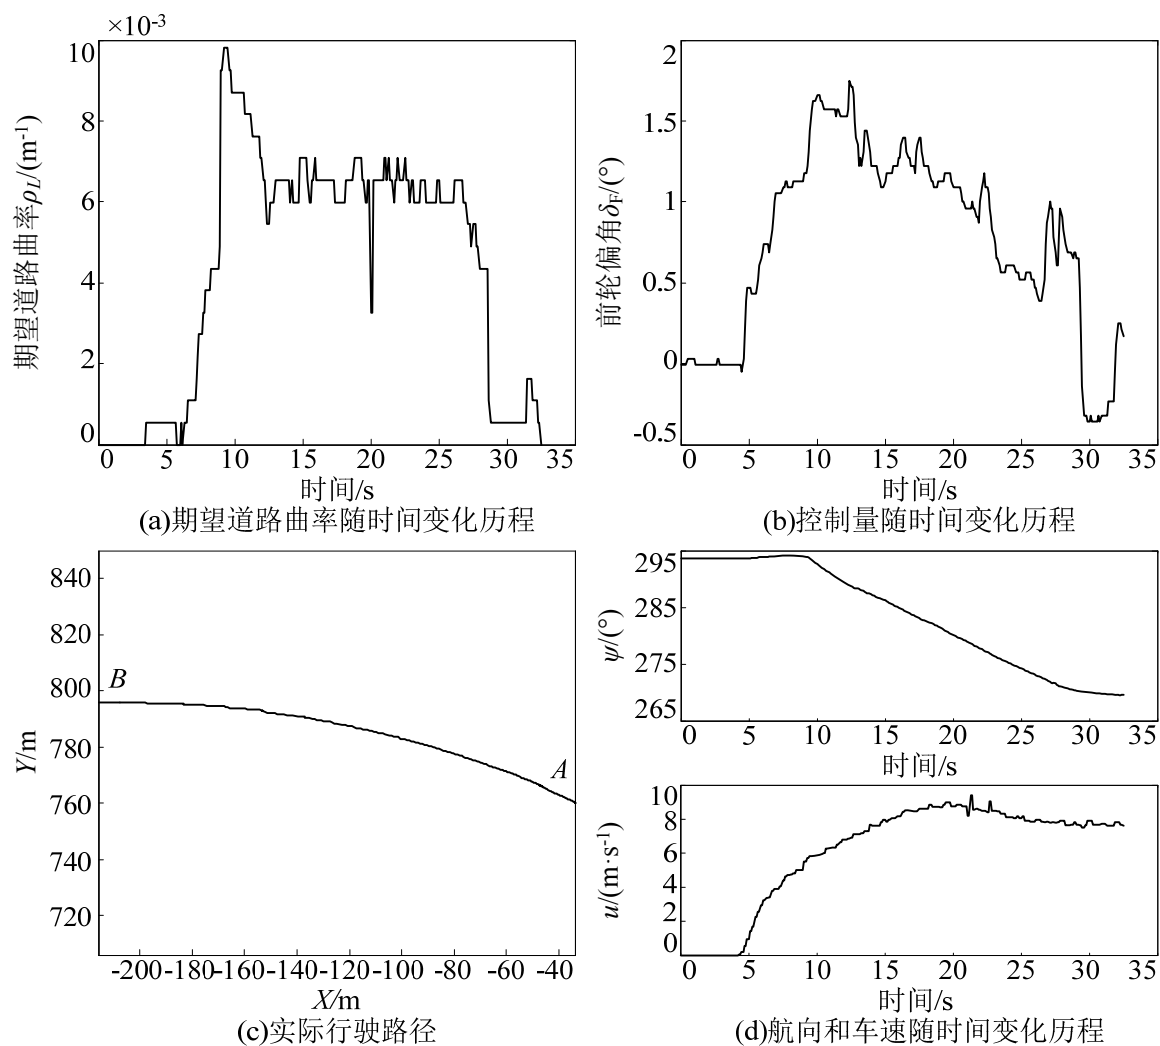 ×10-3
10
8
6
4
2
0
期望道路曲率ρL/(m-1)
0 5 10 15 20 25 30 35
时间/s
(a)期望道路曲率随时间变化历程
2
1.5
1
0.5
0
-0.5
前轮偏角δF/(°)
0 5 10 15 20 25 30 35
时间/s
(b)控制量随时间变化历程
840
820
800
780
760
740
720
Y/m
B
A
-200 -180 -160 -140 -120 -100 -80 -60 -40
X/m
(c)实际行驶路径
295
285
275
265
ψ/(°)
0 5 10 15 20 25 30 35
时间/s
10
8
6
4
2
0
u/(m·s-1)
0 5 10 15 20 25 30 35
时间/s
(d)航向和车速随时间变化历程